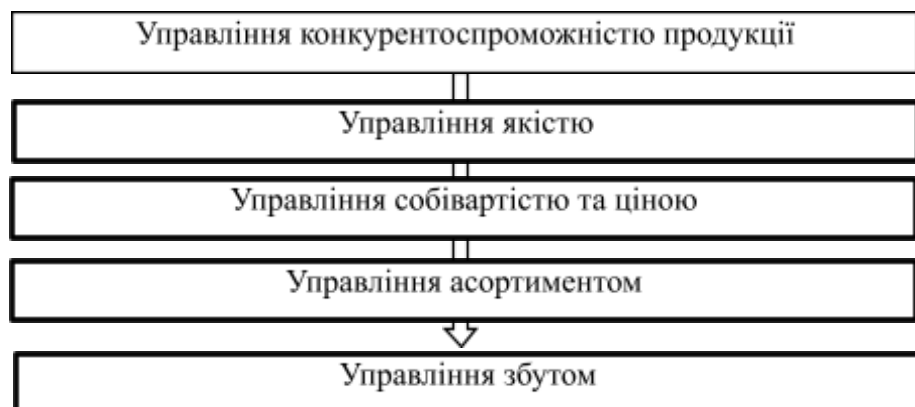 Управління конкурентоспроможністю продукції
Управління якістю
Управління собівартістю та ціною
Управління асортиментом
Управління збутом